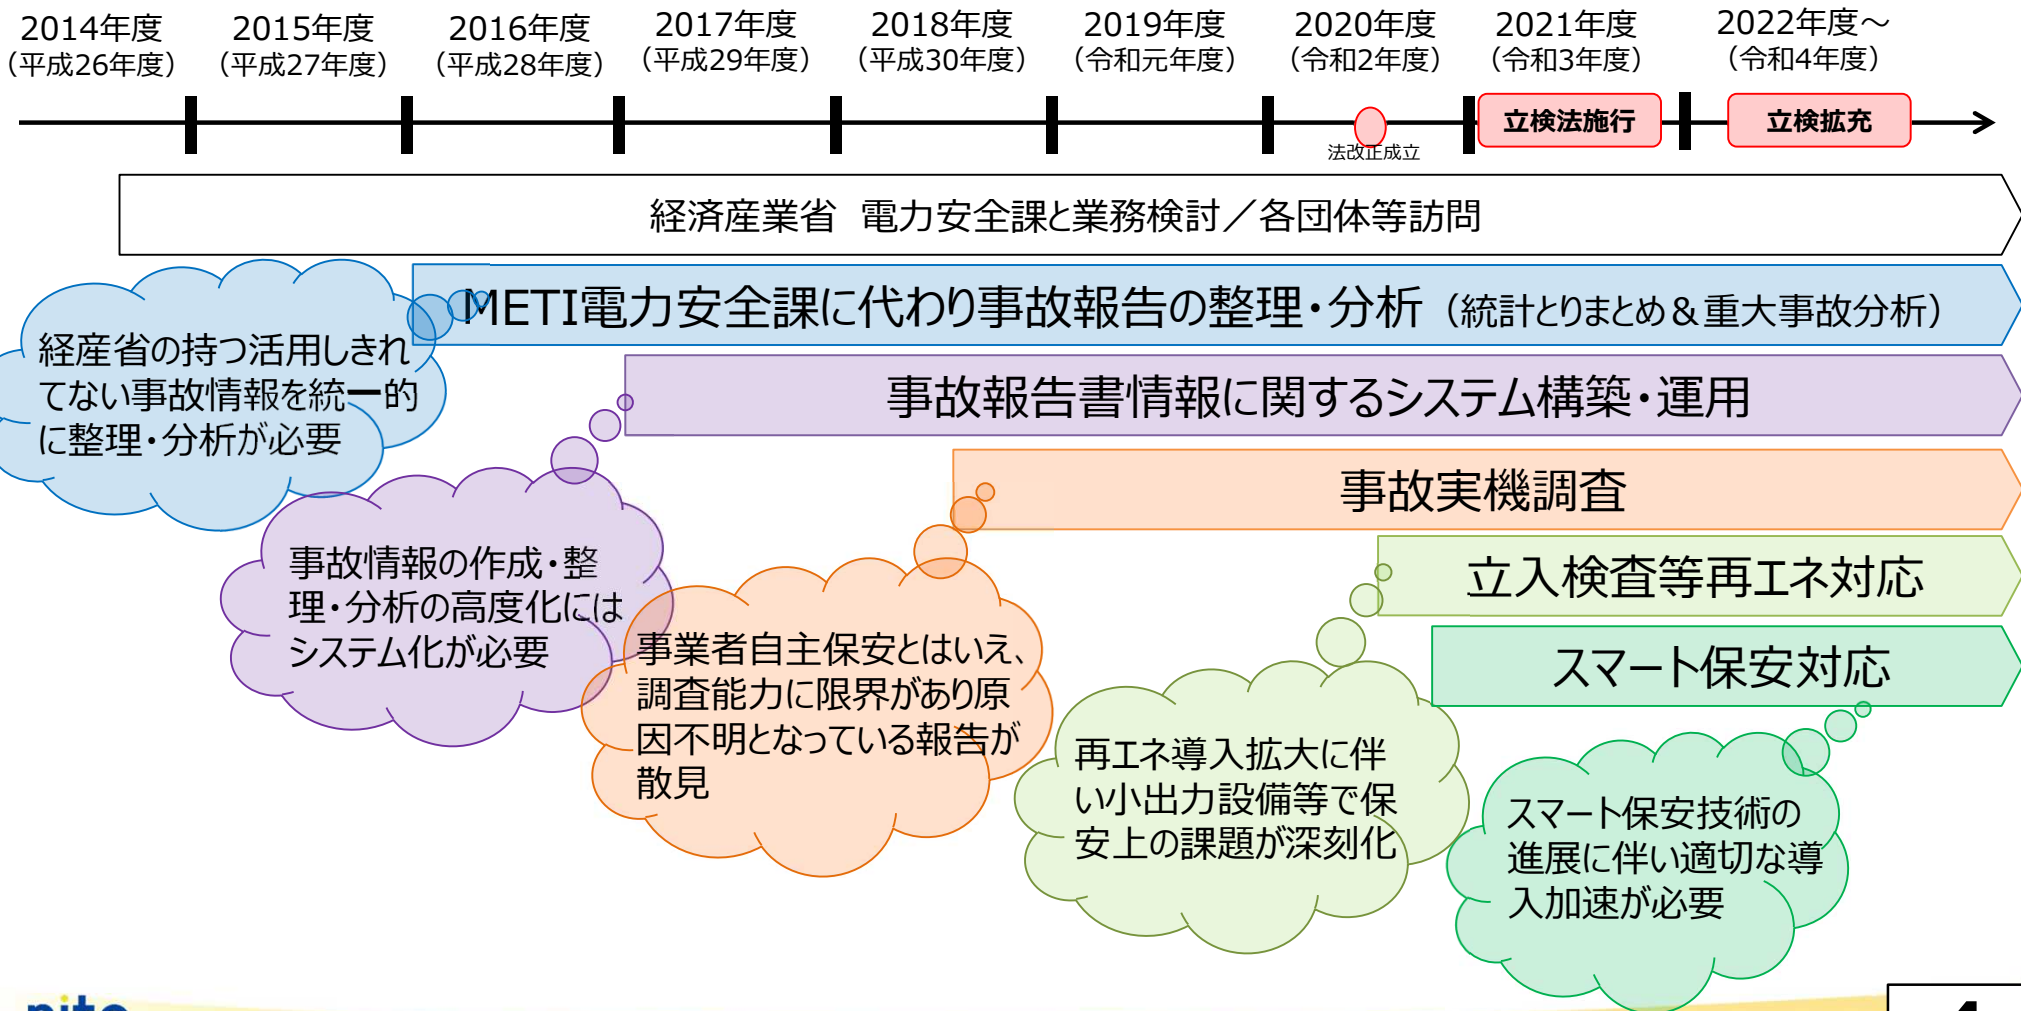 2014年度
(平成26年度)
2015年度
(平成27年度)
2016年度
(平成28年度)
2017年度
(平成29年度)
2018年度
(平成30年度)
2019年度
(令和元年度)
2020年度
(令和2年度)
2021年度
(令和3年度)
2022年度～
(令和4年度)
法改正成立
立検法施行
立検拡充
経済産業省　電力安全課と業務検討／各団体等訪問
METI電力安全課に代わり事故報告の整理・分析（統計とりまとめ＆重大事故分析）
経産省の持つ活用しきれ
てない事故情報を統一的
に整理・分析が必要
事故報告書情報に関するシステム構築・運用
事故情報の作成・整
理・分析の高度化には
システム化が必要
事故実機調査
事業者自主保安とはいえ、
調査能力に限界があり原
因不明となっている報告が
散見
立入検査等再エネ対応
再エネ導入拡大に伴
い小出力設備等で保
安上の課題が深刻化
スマート保安対応
スマート保安技術の
進展に伴い適切な導
入加速が必要
nite